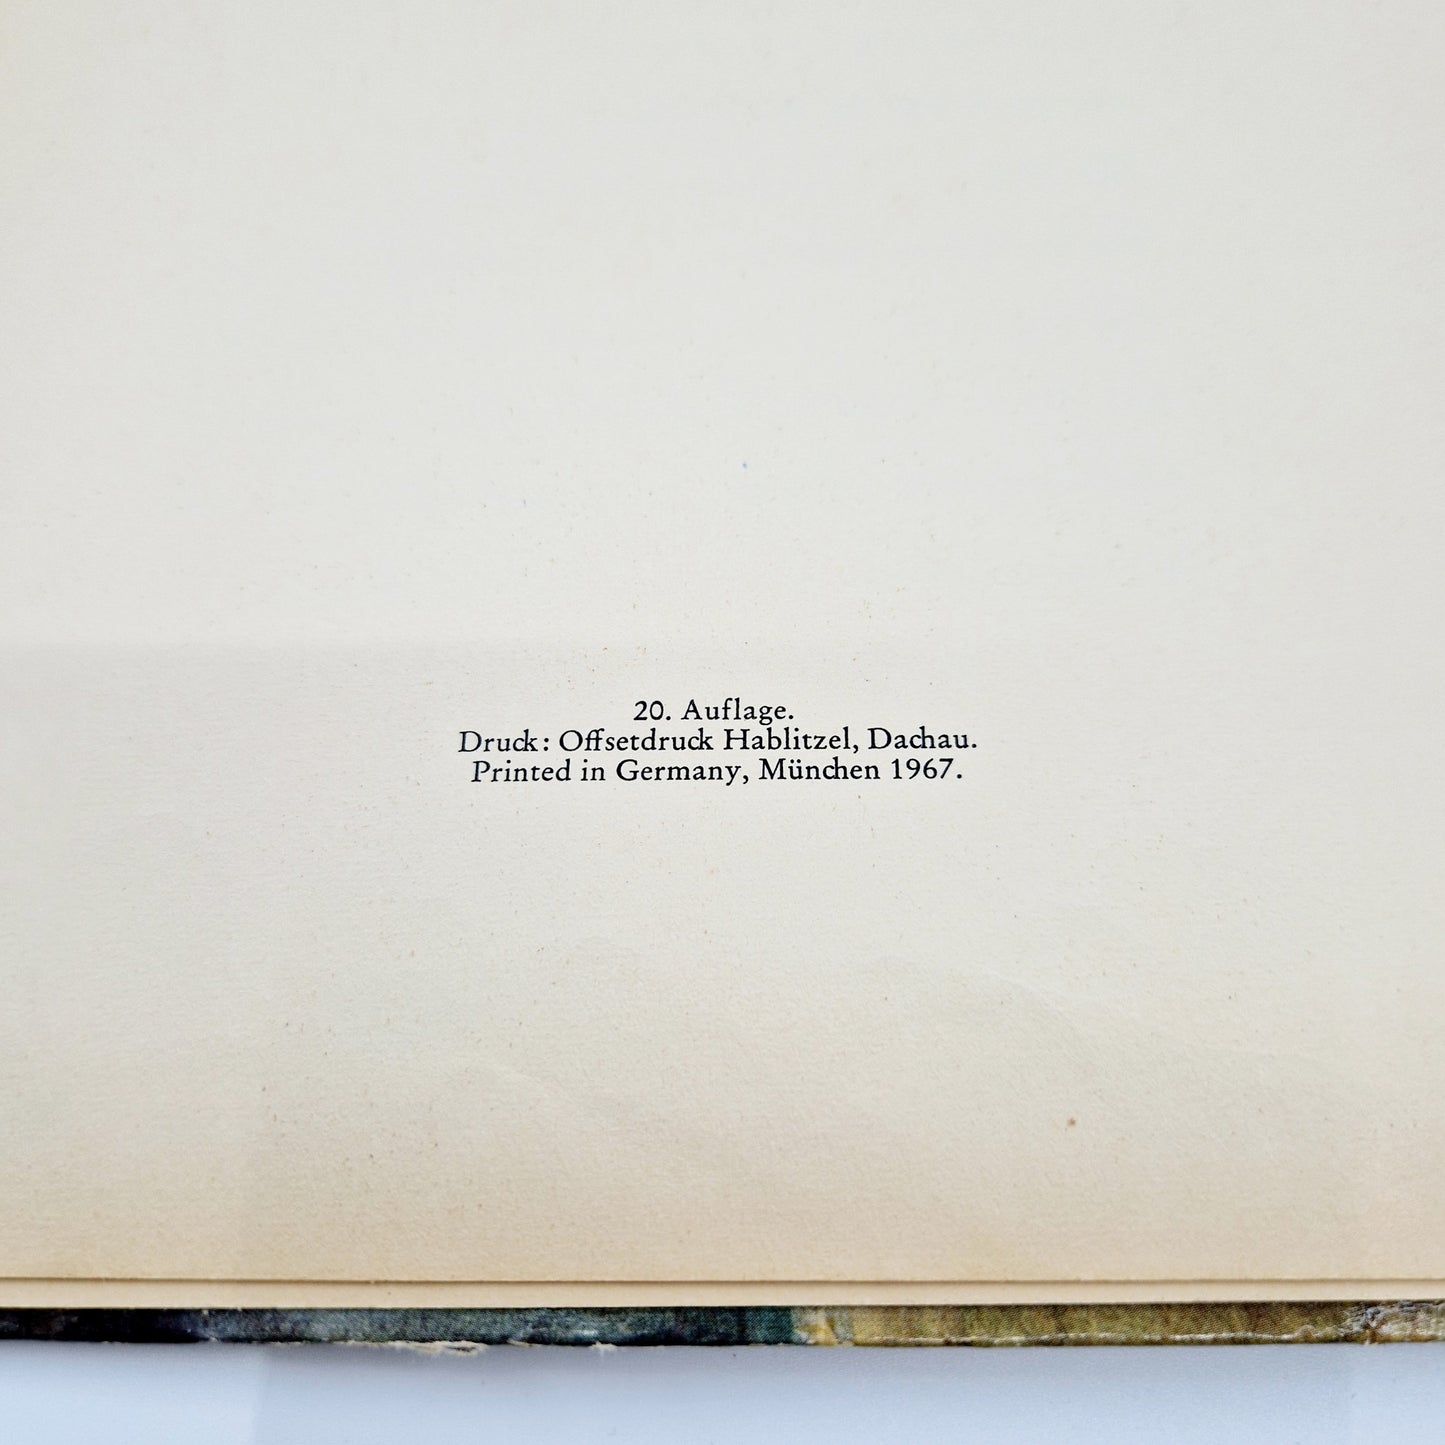 20. Auflage.
Druck: Offsetdruck Hablitzel, Dachau.
Printed in Germany, München 1967.